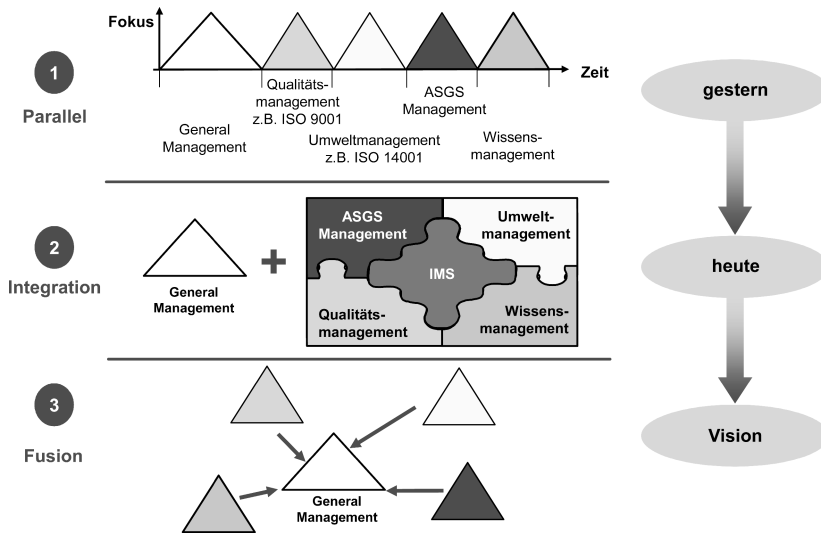 Fokus
Zeit
1
Parallel
General
Management
Qualitäts-
management
z.B. ISO 9001
Umweltmanagement
z.B. ISO 14001
ASGS
Management
Wissens-
management
gestern
2
Integration
General
Management
ASGS
Management
Umwelt-
management
IMS
Qualitäts-
management
Wissens-
management
heute
3
Fusion
General
Management
Vision